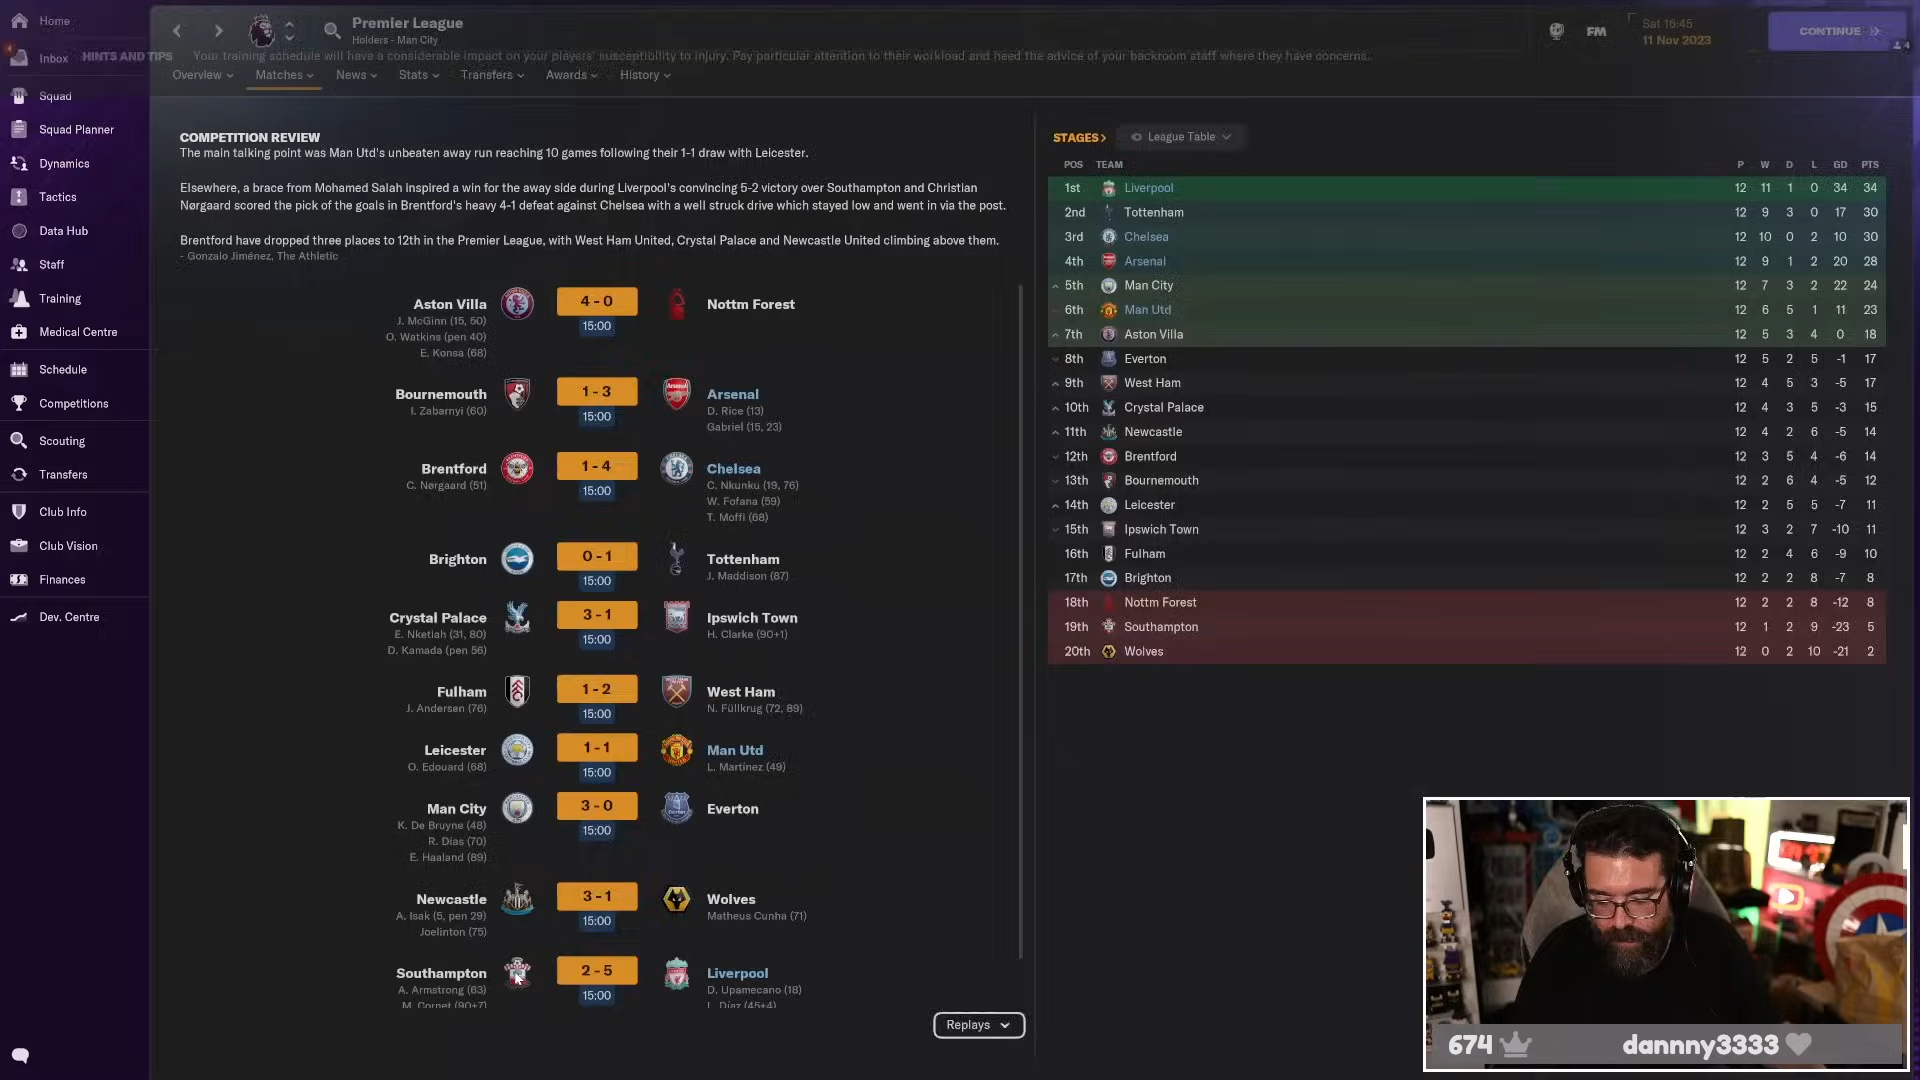 Home
Inbox
HINTS AND TIPS
Your training schedule will have a considerable impact on your players' susceptibility to injury. Pay particular attention to their workload and heed the advice of your backroom staff where they have concerns.
Squad
Squad Planner
Dynamics
Tactics
Data Hub
Staff
Training
Medical Centre
Schedule
Competitions
Scouting
Transfers
Club Info
Club Vision
Finances
Dev. Centre
Premier League
Holders - Man City
FM
Sat 16:45
11 Nov 2023
CONTINUE
4
Overview Matches News Stats Transfers Awards History
COMPETITION REVIEW
The main talking point was Man Utd's unbeaten away run reaching 10 games following their 1-1 draw with Leicester.
Elsewhere, a brace from Mohamed Salah inspired a win for the away side during Liverpool's convincing 5-2 victory over Southampton and Christian
Nørgaard scored the pick of the goals in Brentford's heavy 4-1 defeat against Chelsea with a well struck drive which stayed low and went in via the post.
Brentford have dropped three places to 12th in the Premier League, with West Ham United, Crystal Palace and Newcastle United climbing above them.
- Gonzalo Jiménez, The Athletic
Aston Villa 4 - 0 Nottm Forest
J. McGinn (15, 50) 15:00
O. Watkins (pen 40)
E. Konsa (68)
Bournemouth 1 - 3 Arsenal
I. Zabarnyi (60) 15:00 D. Rice (13)
Gabriel (15, 23)
Brentford 1 - 4 Chelsea
C. Nørgaard (51) 15:00 C. Nkunku (19, 76)
W. Fofana (59)
T. Moffi (68)
Brighton 0 - 1 Tottenham
15:00 J. Maddison (87)
Crystal Palace 3 - 1 Ipswich Town
E. Nketiah (31, 80) 15:00 H. Clarke (90+1)
D. Kamada (pen 56)
Fulham 1 - 2 West Ham
J. Andersen (76) 15:00 N. Füllkrug (72, 89)
Leicester 1 - 1 Man Utd
O. Edouard (68) 15:00 L. Martínez (49)
Man City 3 - 0 Everton
K. De Bruyne (48) 15:00
R. Dias (70)
E. Haaland (89)
Newcastle 3 - 1 Wolves
A. Isak (5, pen 29) 15:00 Matheus Cunha (71)
Joelinton (75)
Southampton 2 - 5 Liverpool
A. Armstrong (63) 15:00 D. Upamecano (18)
M. Cornet (90+7) L. Díaz (45+4)
Replays
STAGES> League Table
POS TEAM P W D L GD PTS
1st Liverpool 12 11 1 0 34 34
2nd Tottenham 12 9 3 0 17 30
3rd Chelsea 12 10 0 2 10 30
4th Arsenal 12 9 1 2 20 28
5th Man City 12 7 3 2 22 24
6th Man Utd 12 6 5 1 11 23
7th Aston Villa 12 5 3 4 0 18
8th Everton 12 5 2 5 -1 17
9th West Ham 12 4 5 3 -5 17
10th Crystal Palace 12 4 3 5 -3 15
11th Newcastle 12 4 2 6 -5 14
12th Brentford 12 3 5 4 -6 14
13th Bournemouth 12 2 6 4 -5 12
14th Leicester 12 2 5 5 -7 11
15th Ipswich Town 12 3 2 7 -10 11
16th Fulham 12 2 4 6 -9 10
17th Brighton 12 2 2 8 -7 8
18th Nottm Forest 12 2 2 8 -12 8
19th Southampton 12 1 2 9 -23 5
20th Wolves 12 0 2 10 -21 2
674 dannny3333